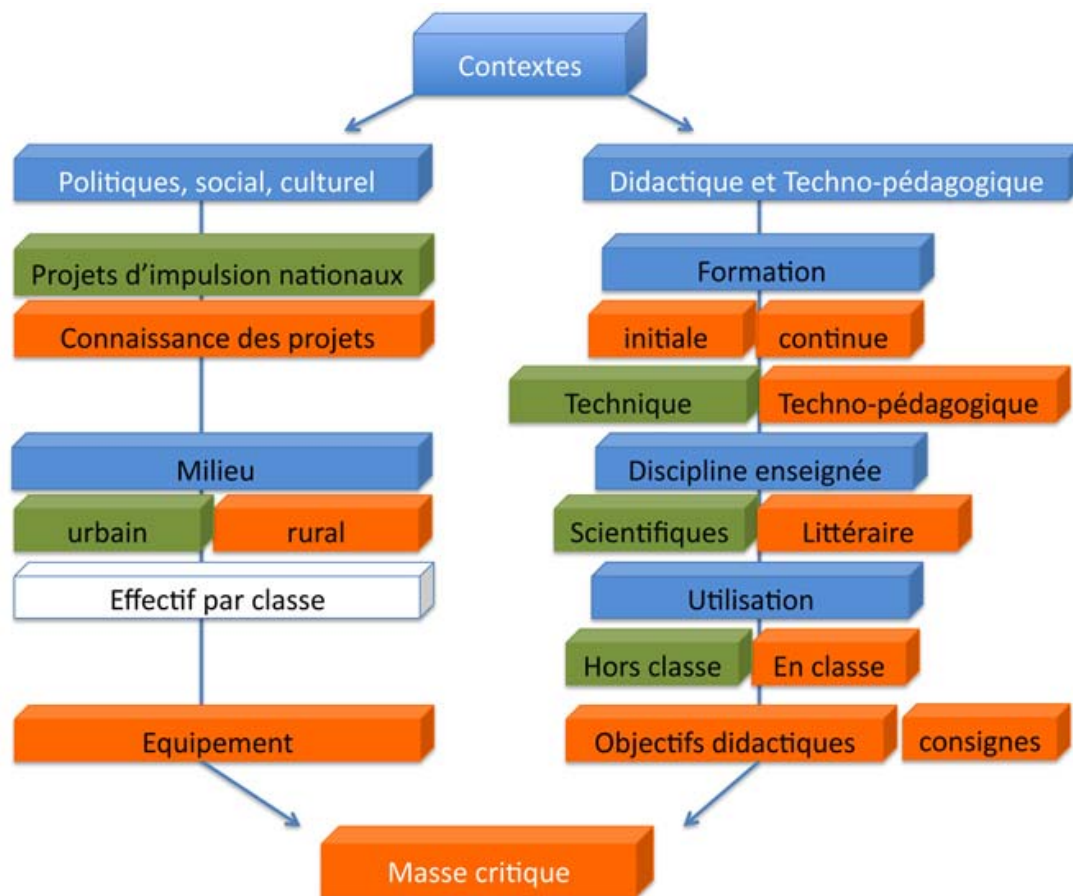 Contextes
Politiques, social, culturel
Projets d'impulsion nationaux
Connaissance des projets
Milieu
urbain
rural
Effectif par classe
Equipement
Didactique et Techno-pédagogique
Formation
initiale
continue
Technique
Techno-pédagogique
Discipline enseignée
Scientifiques
Littéraire
Utilisation
Hors classe
En classe
Objectifs didactiques
consignes
Masse critique